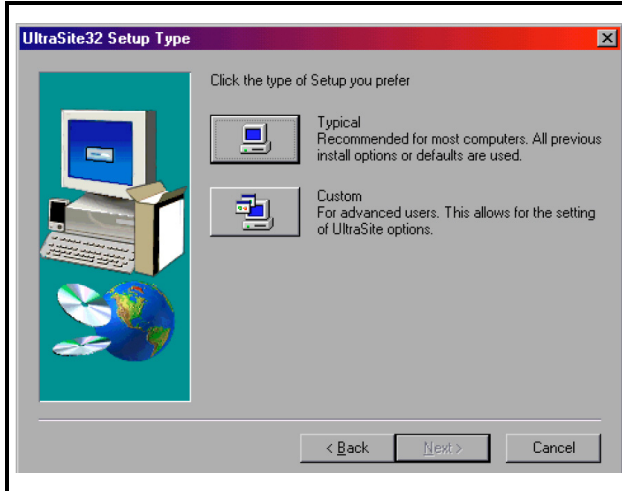 UltraSite32 Setup Type
Click the type of Setup you prefer
Typical
Recommended for most computers. All previous
install options or defaults are used.
Custom
For advanced users. This allows for the setting
of UltraSite options.
< Back
Next >
Cancel